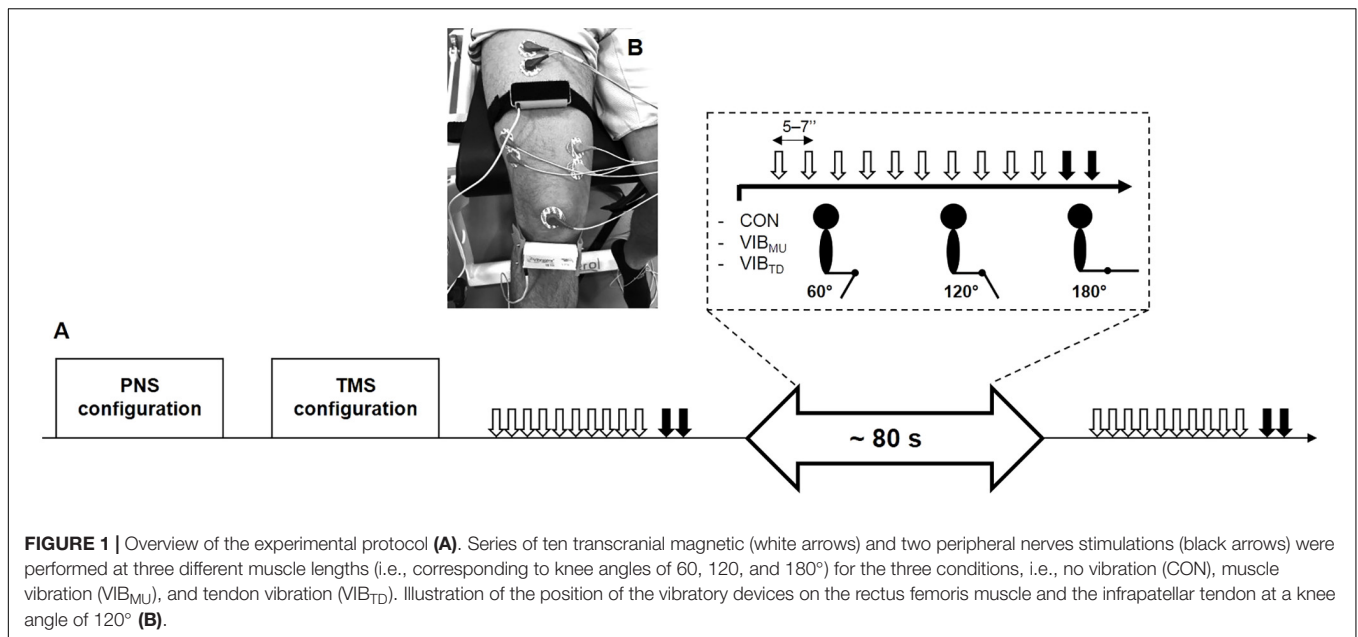 B
5–7’’
- CON
- VIB_MU
- VIB_TD
60°
120°
180°
A
PNS
configuration
TMS
configuration
~ 80 s
FIGURE 1 | Overview of the experimental protocol (A). Series of ten transcranial magnetic (white arrows) and two peripheral nerves stimulations (black arrows) were
performed at three different muscle lengths (i.e., corresponding to knee angles of 60, 120, and 180°) for the three conditions, i.e., no vibration (CON), muscle
vibration (VIB_MU), and tendon vibration (VIB_TD). Illustration of the position of the vibratory devices on the rectus femoris muscle and the infrapatellar tendon at a knee
angle of 120° (B).